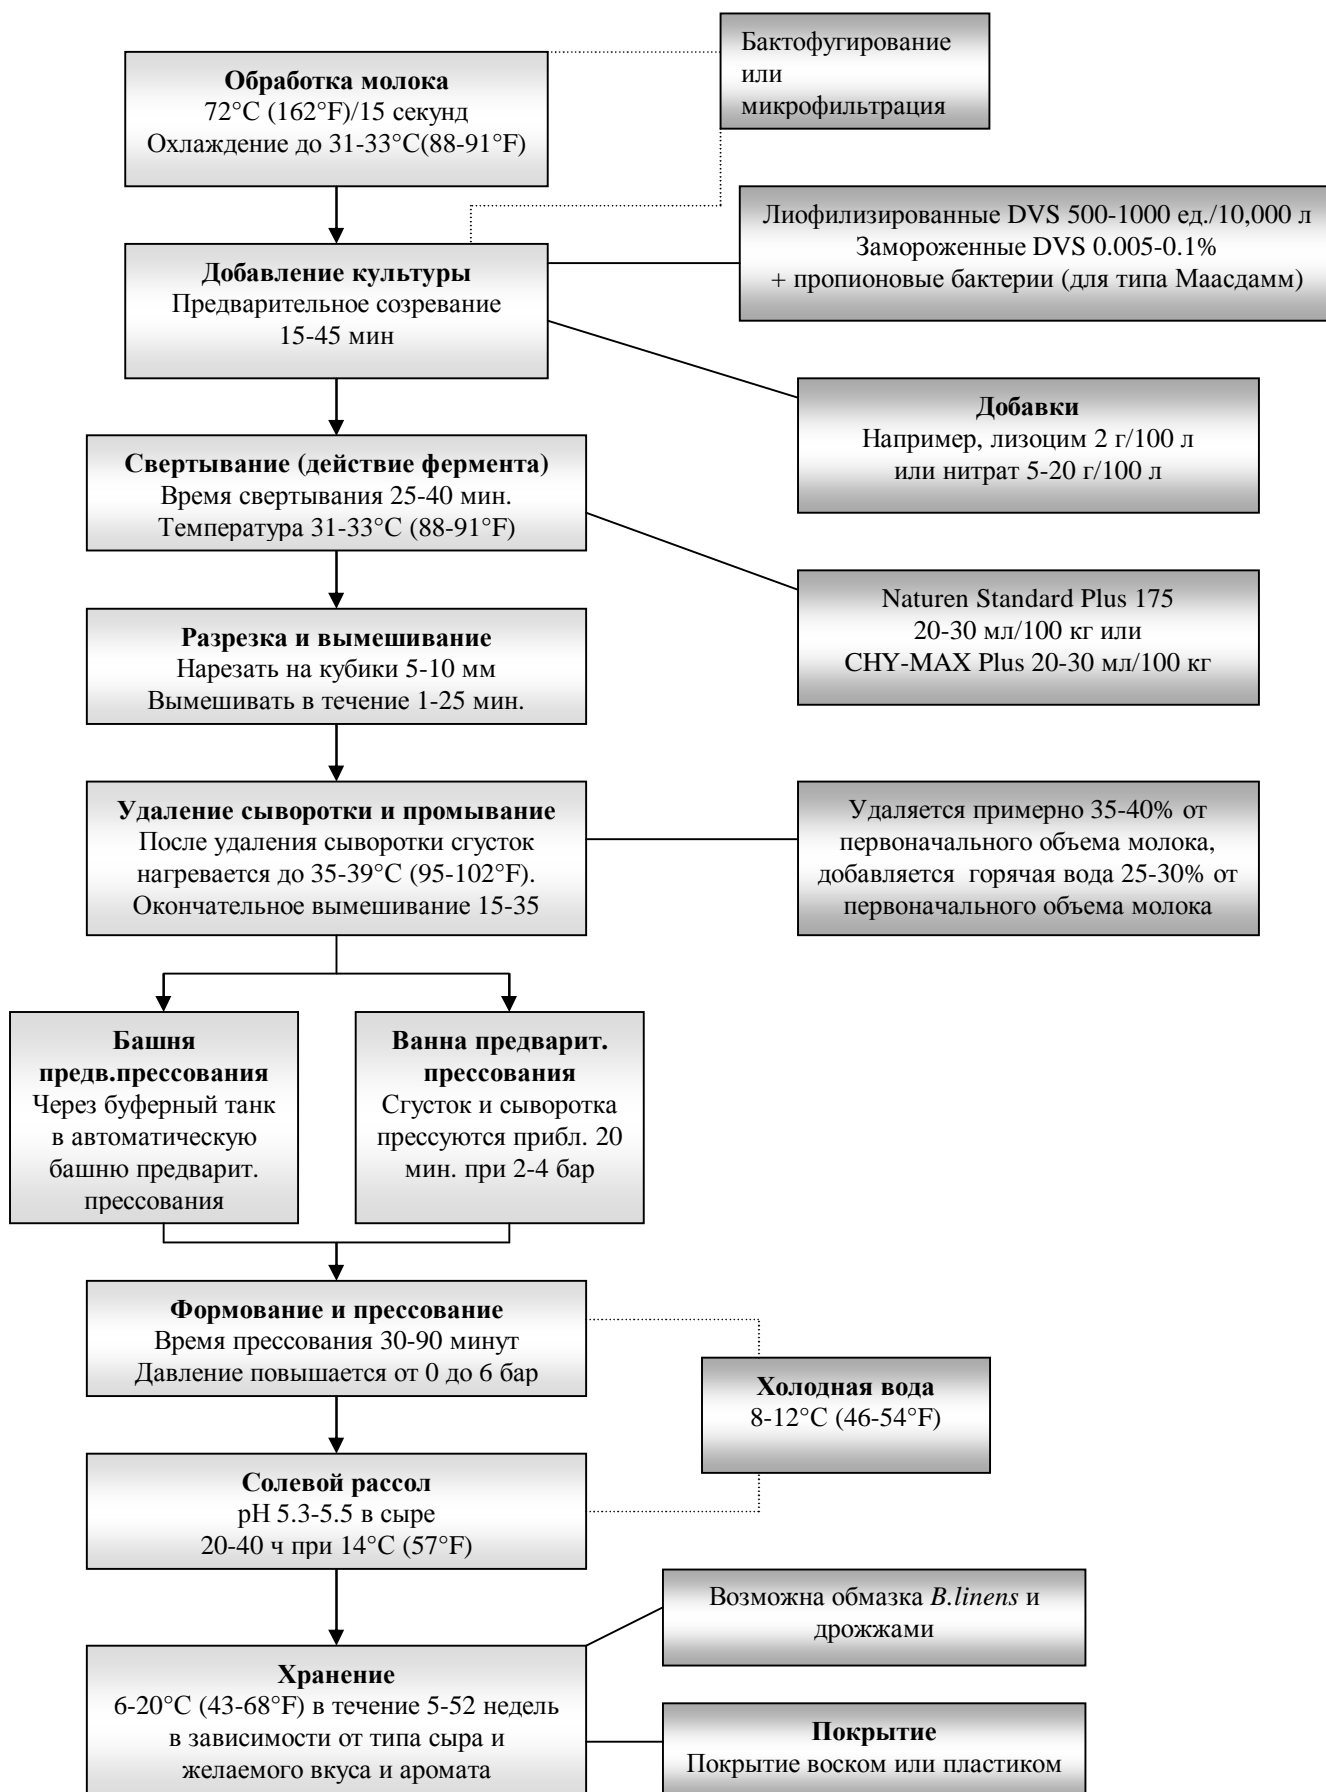 Обработка молока
72°C (162°F)/15 секунд
Охлаждение до 31-33°C(88-91°F)
Бактофугирование
или
микрофильтрация
Лиофилизированные DVS 500-1000 ед./10,000 л
Замороженные DVS 0.005-0.1%
+ пропионовые бактерии (для типа Маасдамм)
Добавление культуры
Предварительное созревание
15-45 мин
Добавки
Например, лизоцим 2 г/100 л
или нитрат 5-20 г/100 л
Свертывание (действие фермента)
Время свертывания 25-40 мин.
Температура 31-33°C (88-91°F)
Naturen Standard Plus 175
20-30 мл/100 кг или
CHY-MAX Plus 20-30 мл/100 кг
Разрезка и вымешивание
Нарезать на кубики 5-10 мм
Вымешивать в течение 1-25 мин.
Удаление сыворотки и промывание
После удаления сыворотки сгусток
нагревается до 35-39°C (95-102°F).
Окончательное вымешивание 15-35
Удаляется примерно 35-40% от
первоначального объема молока,
добавляется горячая вода 25-30% от
первоначального объема молока
Башня
предв.прессования
Через буферный танк
в автоматическую
башню предварит.
прессования
Ванна предварит.
прессования
Сгусток и сыворотка
прессуются прибл. 20
мин. при 2-4 бар
Формование и прессование
Время прессования 30-90 минут
Давление повышается от 0 до 6 бар
Холодная вода
8-12°C (46-54°F)
Солевой рассол
pH 5.3-5.5 в сыре
20-40 ч при 14°C (57°F)
Возможна обмазка B.linens и
дрожжами
Хранение
6-20°C (43-68°F) в течение 5-52 недель
в зависимости от типа сыра и
желаемого вкуса и аромата
Покрытие
Покрытие воском или пластиком